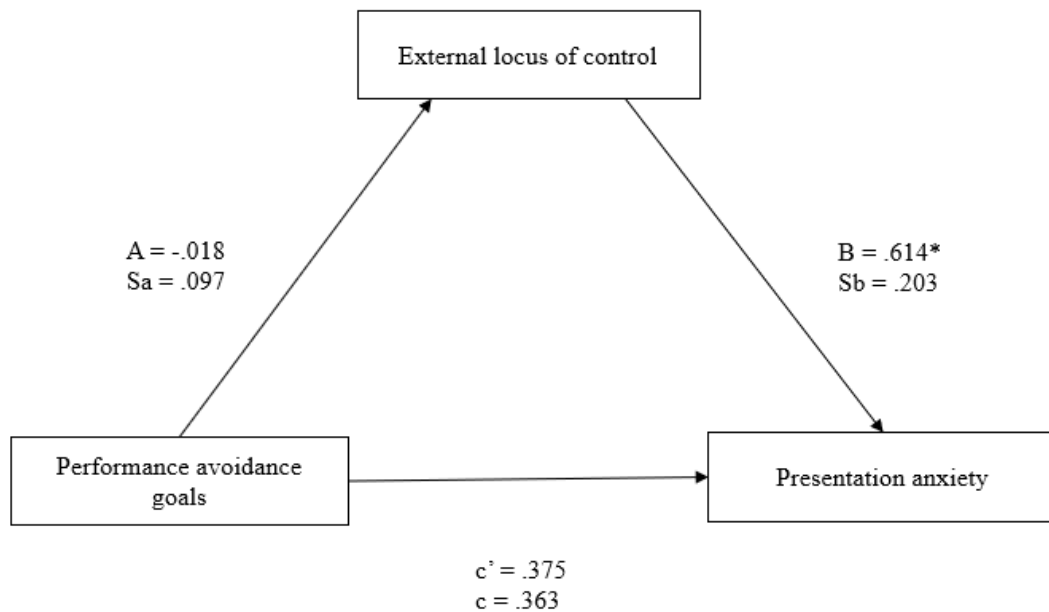 External locus of control
A = -.018
Sa = .097
B = .614*
Sb = .203
Performance avoidance
goals
Presentation anxiety
c’ = .375
c = .363